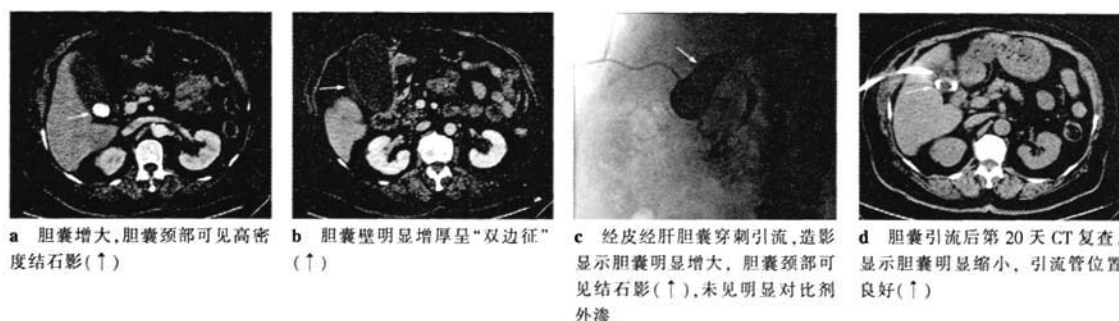 a 胆囊增大,胆囊颈部可见高密
度结石影(↑)
b 胆囊壁明显增厚呈“双边征”
(↑)
c 经皮经肝胆囊穿刺引流,造影
显示胆囊明显增大, 胆囊颈部可
见结石影(↑),未见明显对比剂
外渗
d 胆囊引流后第 20 天 CT 复查,
显示胆囊明显缩小, 引流管位置
良好(↑)